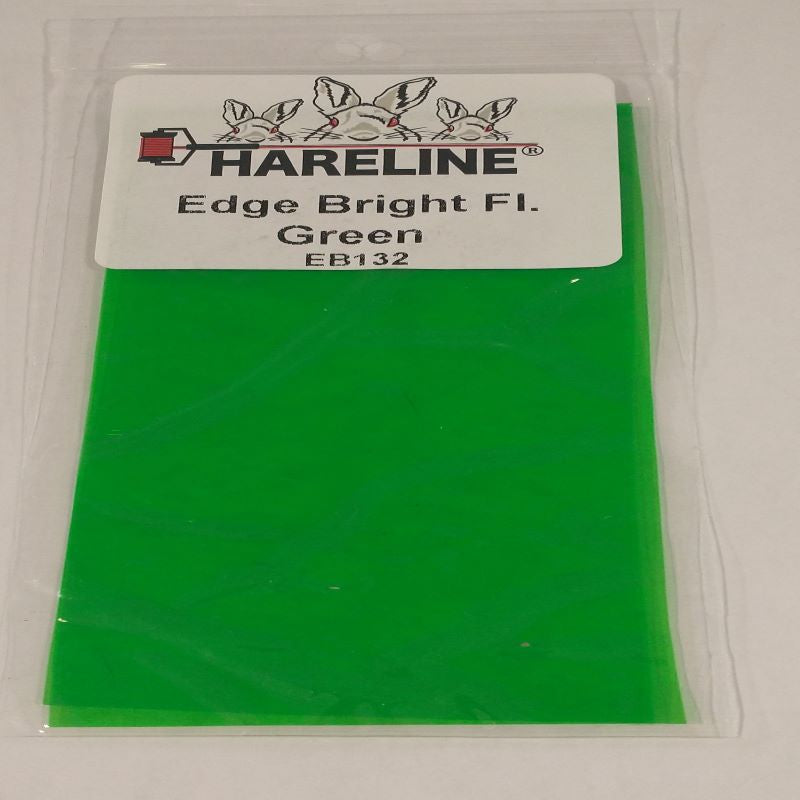 HARELINE®
Edge Bright Fl.
Green
EB132